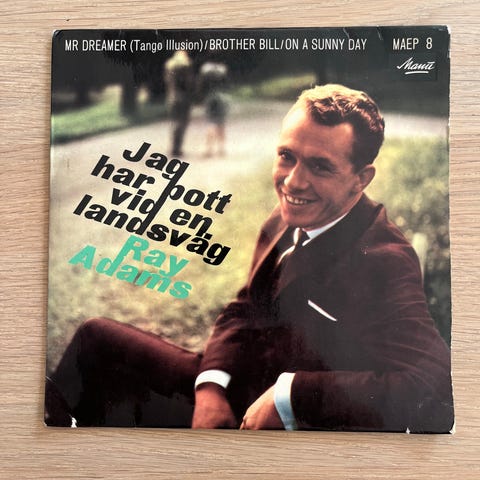 MR DREAMER (Tango Illusion)/BROTHER BILL/ON A SUNNY DAY
MAEP 8
Manü
Jag
har bott
vid en
landsväg
Ray
Adams